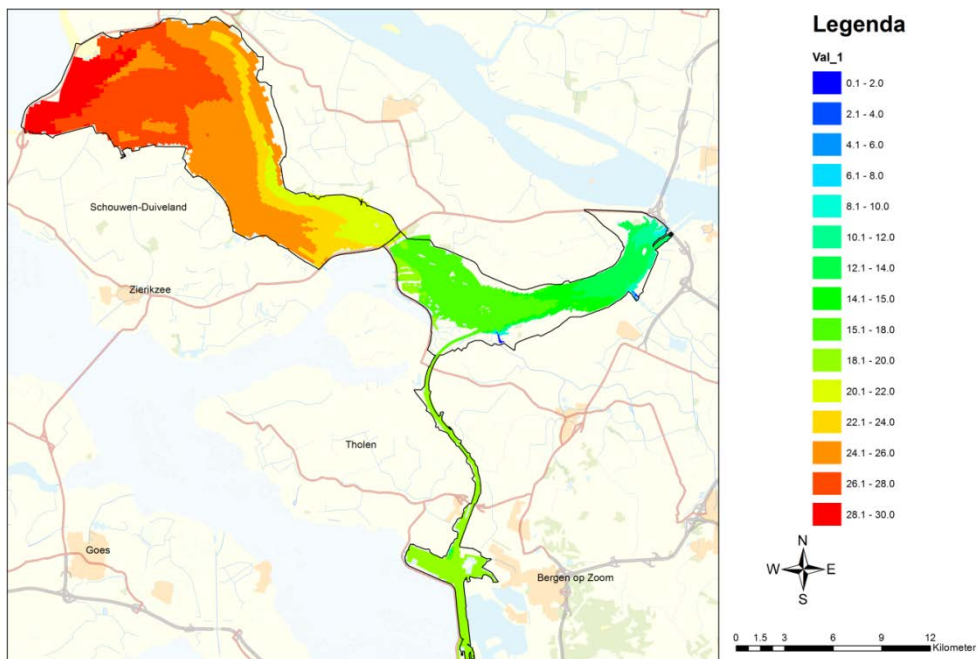 Legenda
Val_1
0.1 - 2.0
2.1 - 4.0
4.1 - 6.0
6.1 - 8.0
8.1 - 10.0
10.1 - 12.0
12.1 - 14.0
14.1 - 15.0
15.1 - 18.0
18.1 - 20.0
20.1 - 22.0
22.1 - 24.0
24.1 - 26.0
26.1 - 28.0
28.1 - 30.0
Schouwen-Duiveland
Zierikzee
Tholen
Goes
Bergen op Zoom
N
W E
S
0 1.5 3 6 9 12
Kilometer